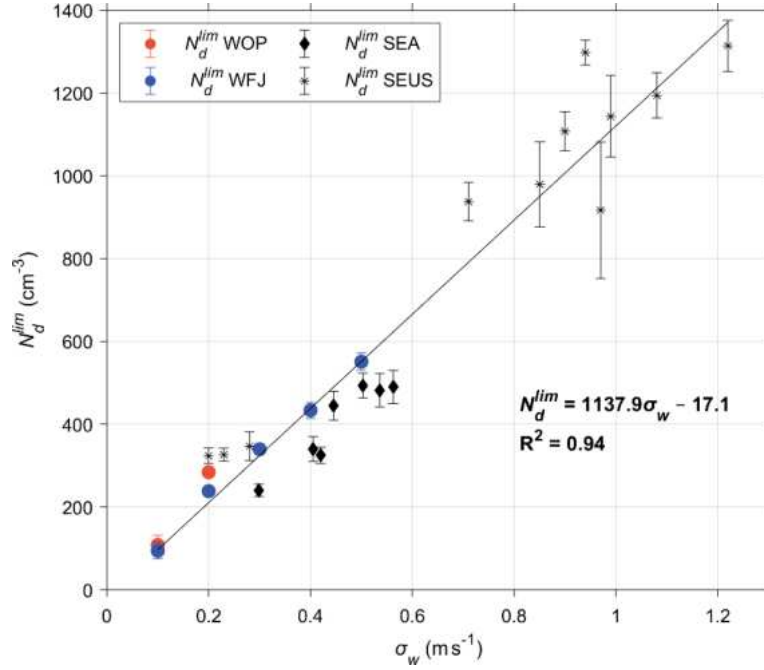 1400
1200
1000
800
600
400
200
0
N_d^{lim} (cm⁻³)
N_d^{lim} WOP
N_d^{lim} SEA
N_d^{lim} WFJ
N_d^{lim} SEUS
N_d^{lim} = 1137.9σ_w − 17.1
R² = 0.94
0 0.2 0.4 0.6 0.8 1 1.2
σ_w (m s⁻¹)